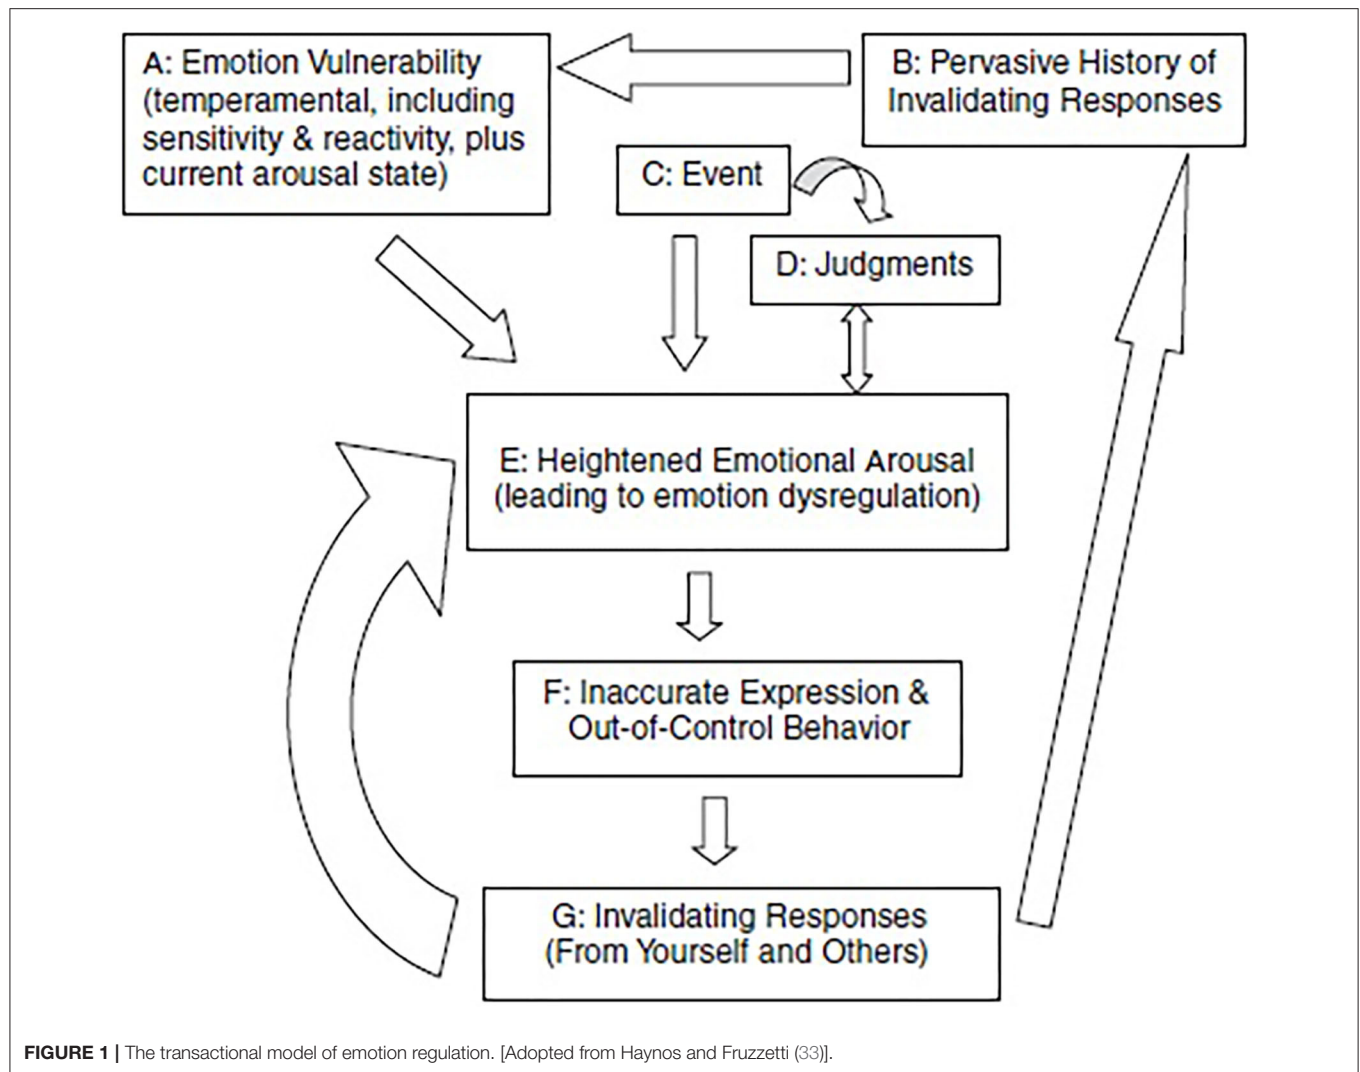 A: Emotion Vulnerability
(temperamental, including
sensitivity & reactivity, plus
current arousal state)
B: Pervasive History of
Invalidating Responses
C: Event
D: Judgments
E: Heightened Emotional Arousal
(leading to emotion dysregulation)
F: Inaccurate Expression &
Out-of-Control Behavior
G: Invalidating Responses
(From Yourself and Others)
FIGURE 1 | The transactional model of emotion regulation. [Adopted from Haynos and Fruzzetti (33)].